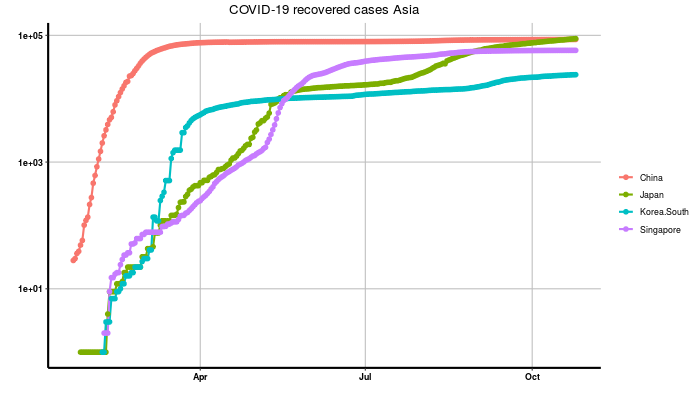 COVID-19 recovered cases Asia
1e+05
1e+03
1e+01
Apr
Jul
Oct
China
Japan
Korea.South
Singapore